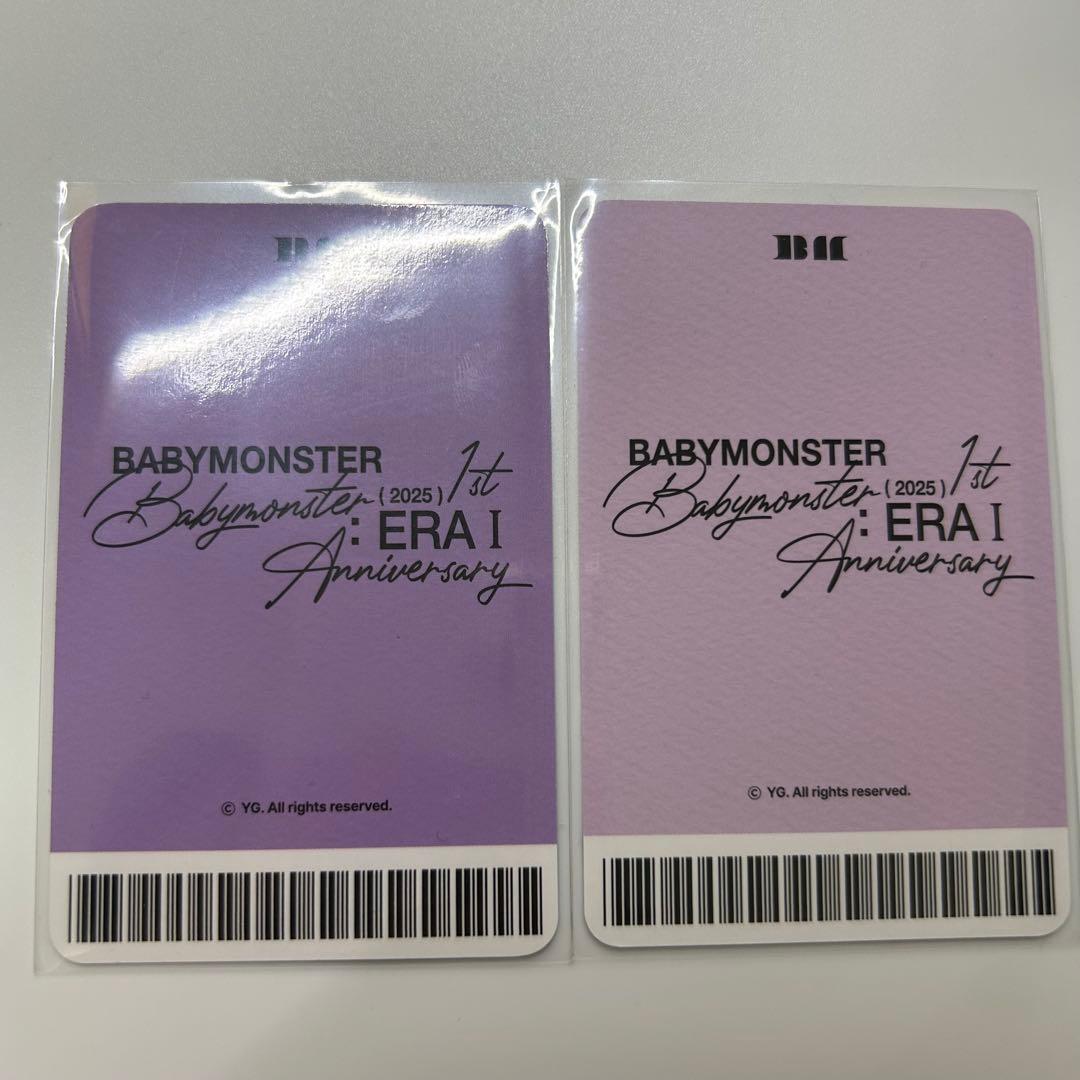 BM
BABYMONSTER
Babymonster (2025) 1st
: ERA I
Anniversary
© YG. All rights reserved.
BM
BABYMONSTER
Babymonster (2025) 1st
: ERA I
Anniversary
© YG. All rights reserved.